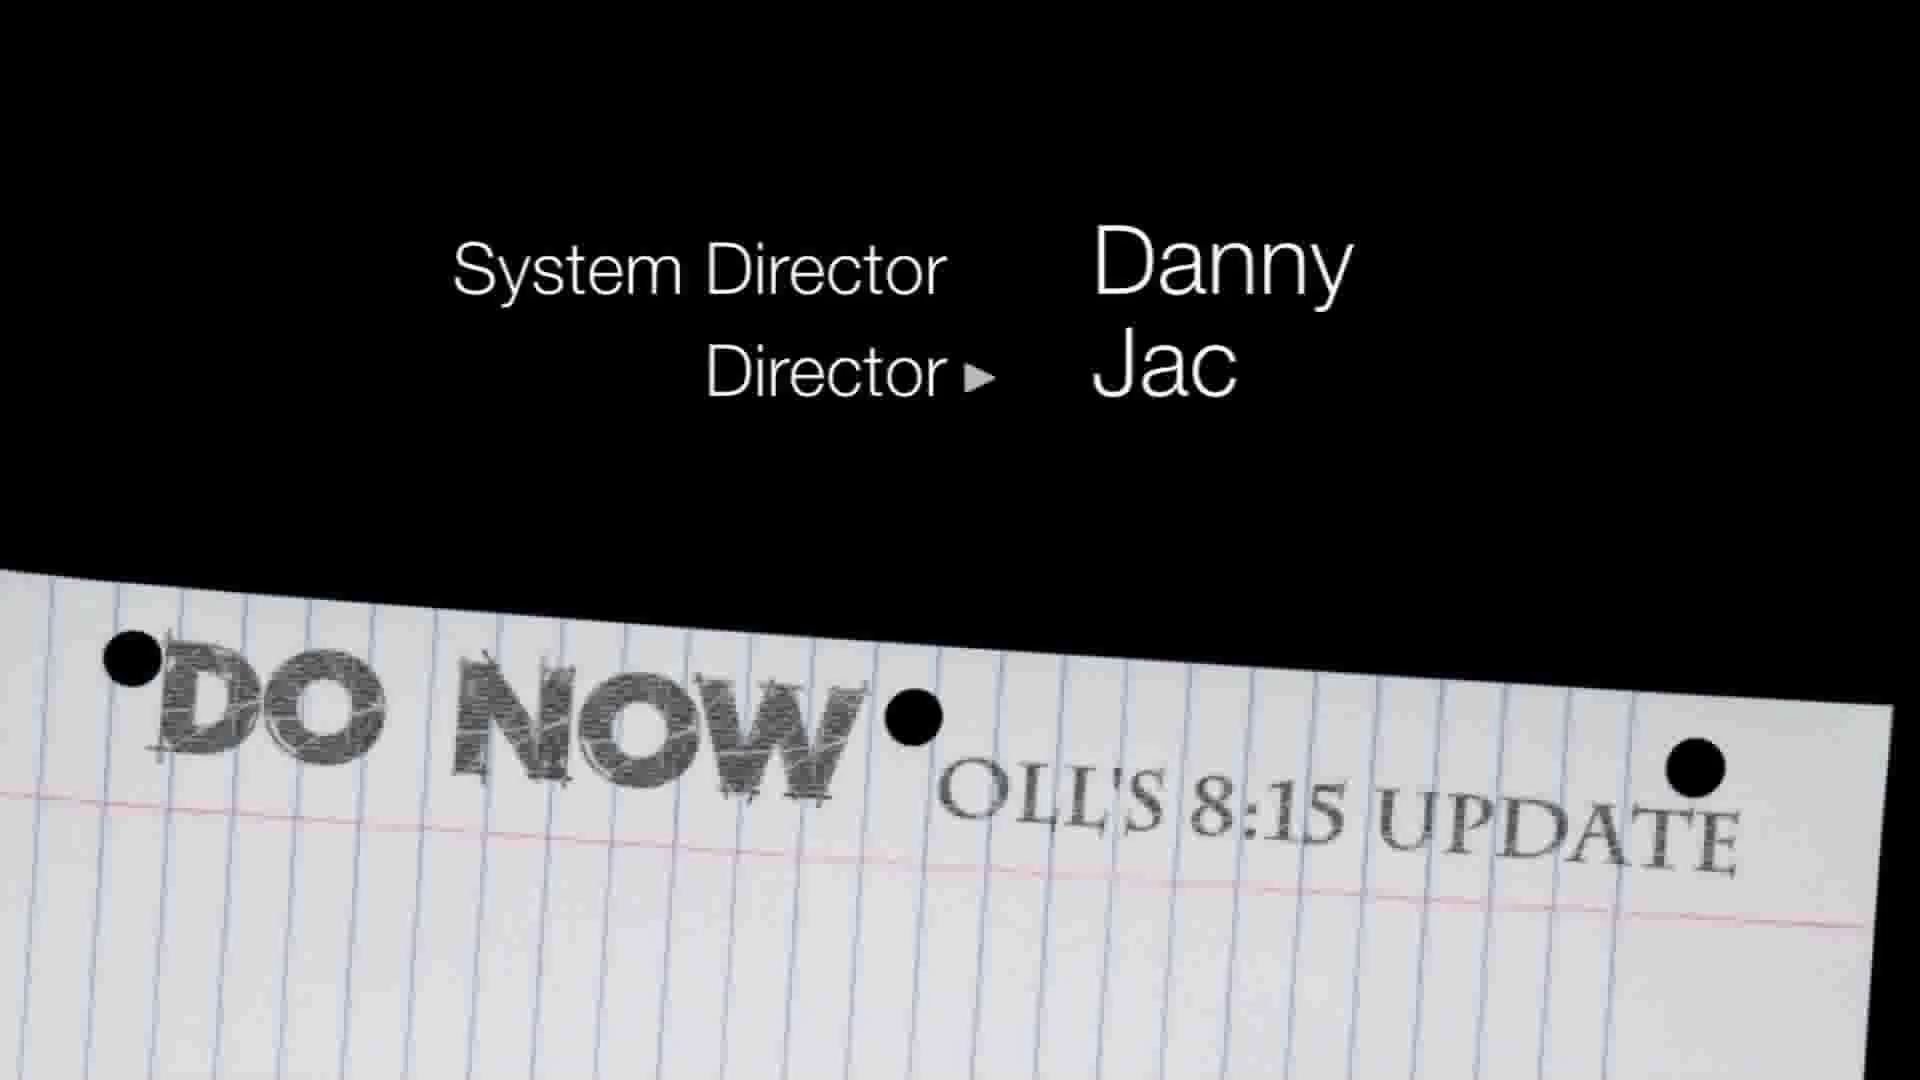 System Director Danny
Director ▸ Jac
DO NOW
OLL'S 8:15 UPDATE